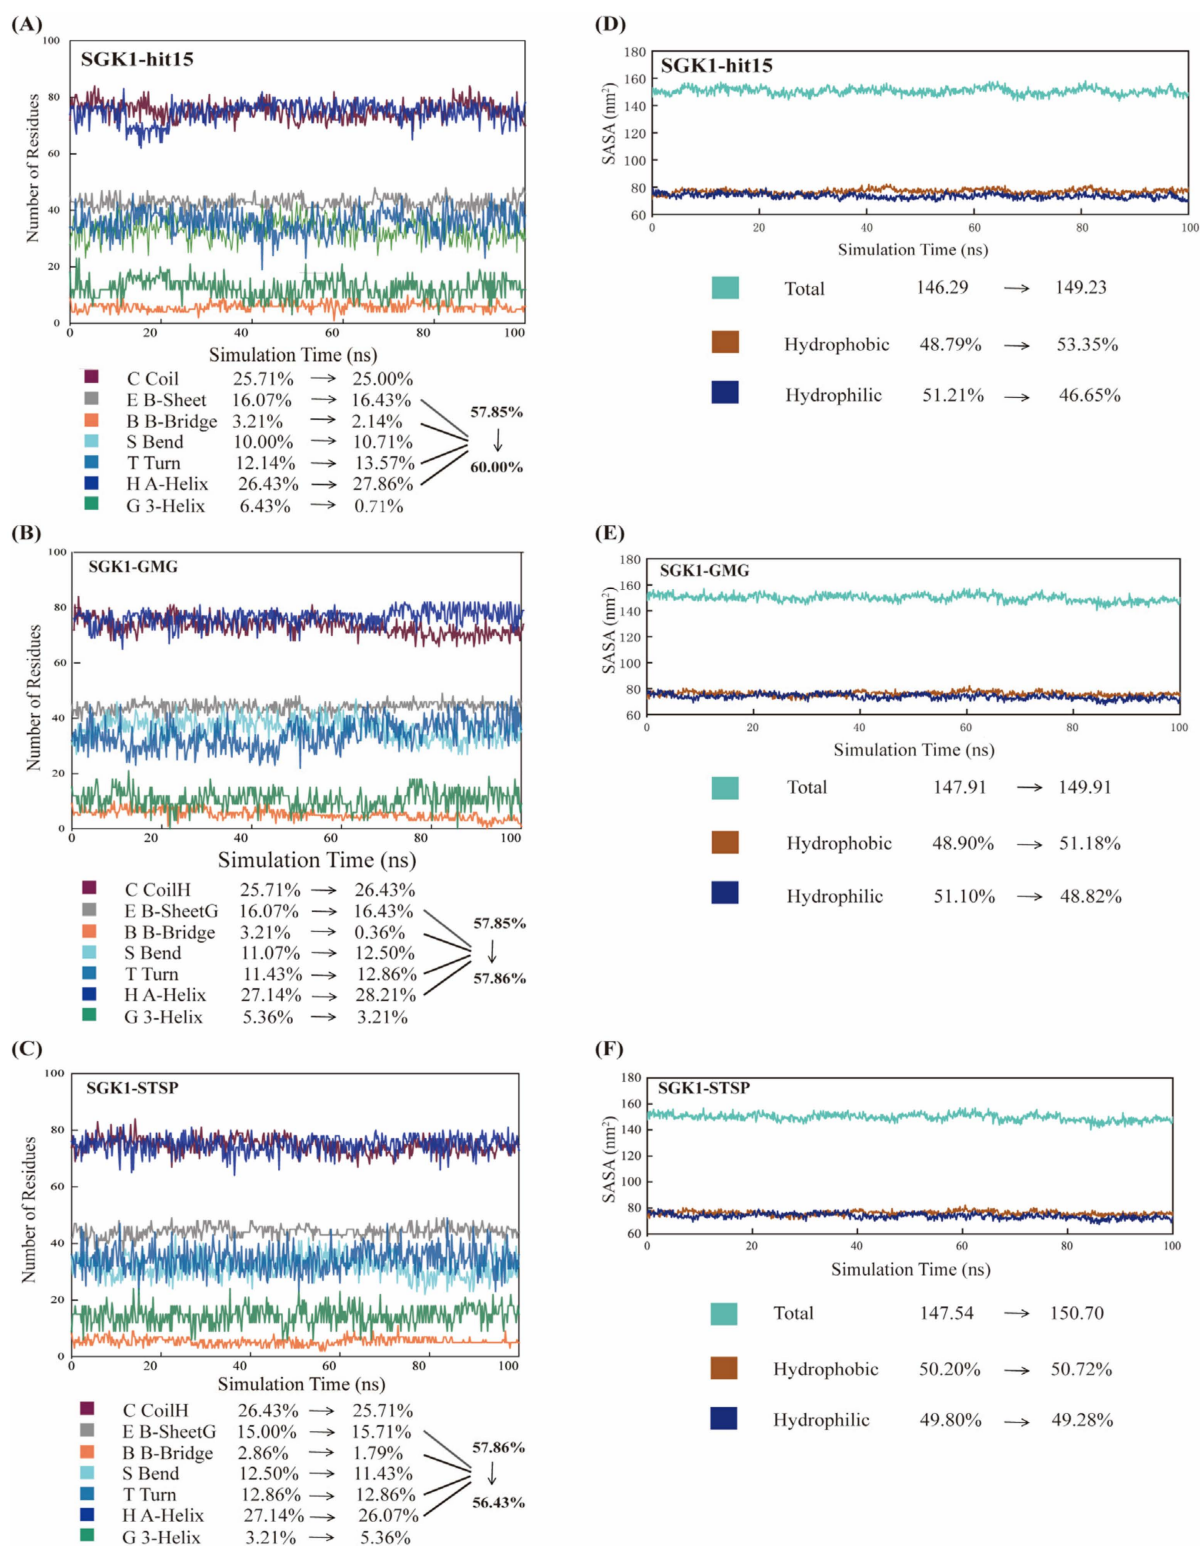 (A)
SGK1-hit15
100
80
60
40
20
0
Number of Residues
0 20 40 60 80 100
Simulation Time (ns)
C Coil 25.71% → 25.00%
E B-Sheet 16.07% → 16.43%
B B-Bridge 3.21% → 2.14%
S Bend 10.00% → 10.71%
T Turn 12.14% → 13.57%
H A-Helix 26.43% → 27.86%
G 3-Helix 6.43% → 0.71%
57.85%
↓
60.00%
(D)
SGK1-hit15
180
160
140
120
100
80
60
SASA (nm²)
0 20 40 60 80 100
Simulation Time (ns)
Total 146.29 → 149.23
Hydrophobic 48.79% → 53.35%
Hydrophilic 51.21% → 46.65%
(B)
SGK1-GMG
100
80
60
40
20
0
Number of Residues
0 20 40 60 80 100
Simulation Time (ns)
C CoilH 25.71% → 26.43%
E B-SheetG 16.07% → 16.43%
B B-Bridge 3.21% → 0.36%
S Bend 11.07% → 12.50%
T Turn 11.43% → 12.86%
H A-Helix 27.14% → 28.21%
G 3-Helix 5.36% → 3.21%
57.85%
↓
57.86%
(E)
SGK1-GMG
180
160
140
120
100
80
60
SASA (nm²)
0 20 40 60 80 100
Simulation Time (ns)
Total 147.91 → 149.91
Hydrophobic 48.90% → 51.18%
Hydrophilic 51.10% → 48.82%
(C)
SGK1-STSP
100
80
60
40
20
0
Number of Residues
0 20 40 60 80 100
Simulation Time (ns)
C CoilH 26.43% → 25.71%
E B-SheetG 15.00% → 15.71%
B B-Bridge 2.86% → 1.79%
S Bend 12.50% → 11.43%
T Turn 12.86% → 12.86%
H A-Helix 27.14% → 26.07%
G 3-Helix 3.21% → 5.36%
57.86%
↓
56.43%
(F)
SGK1-STSP
180
160
140
120
100
80
60
SASA (nm²)
0 20 40 60 80 100
Simulation Time (ns)
Total 147.54 → 150.70
Hydrophobic 50.20% → 50.72%
Hydrophilic 49.80% → 49.28%